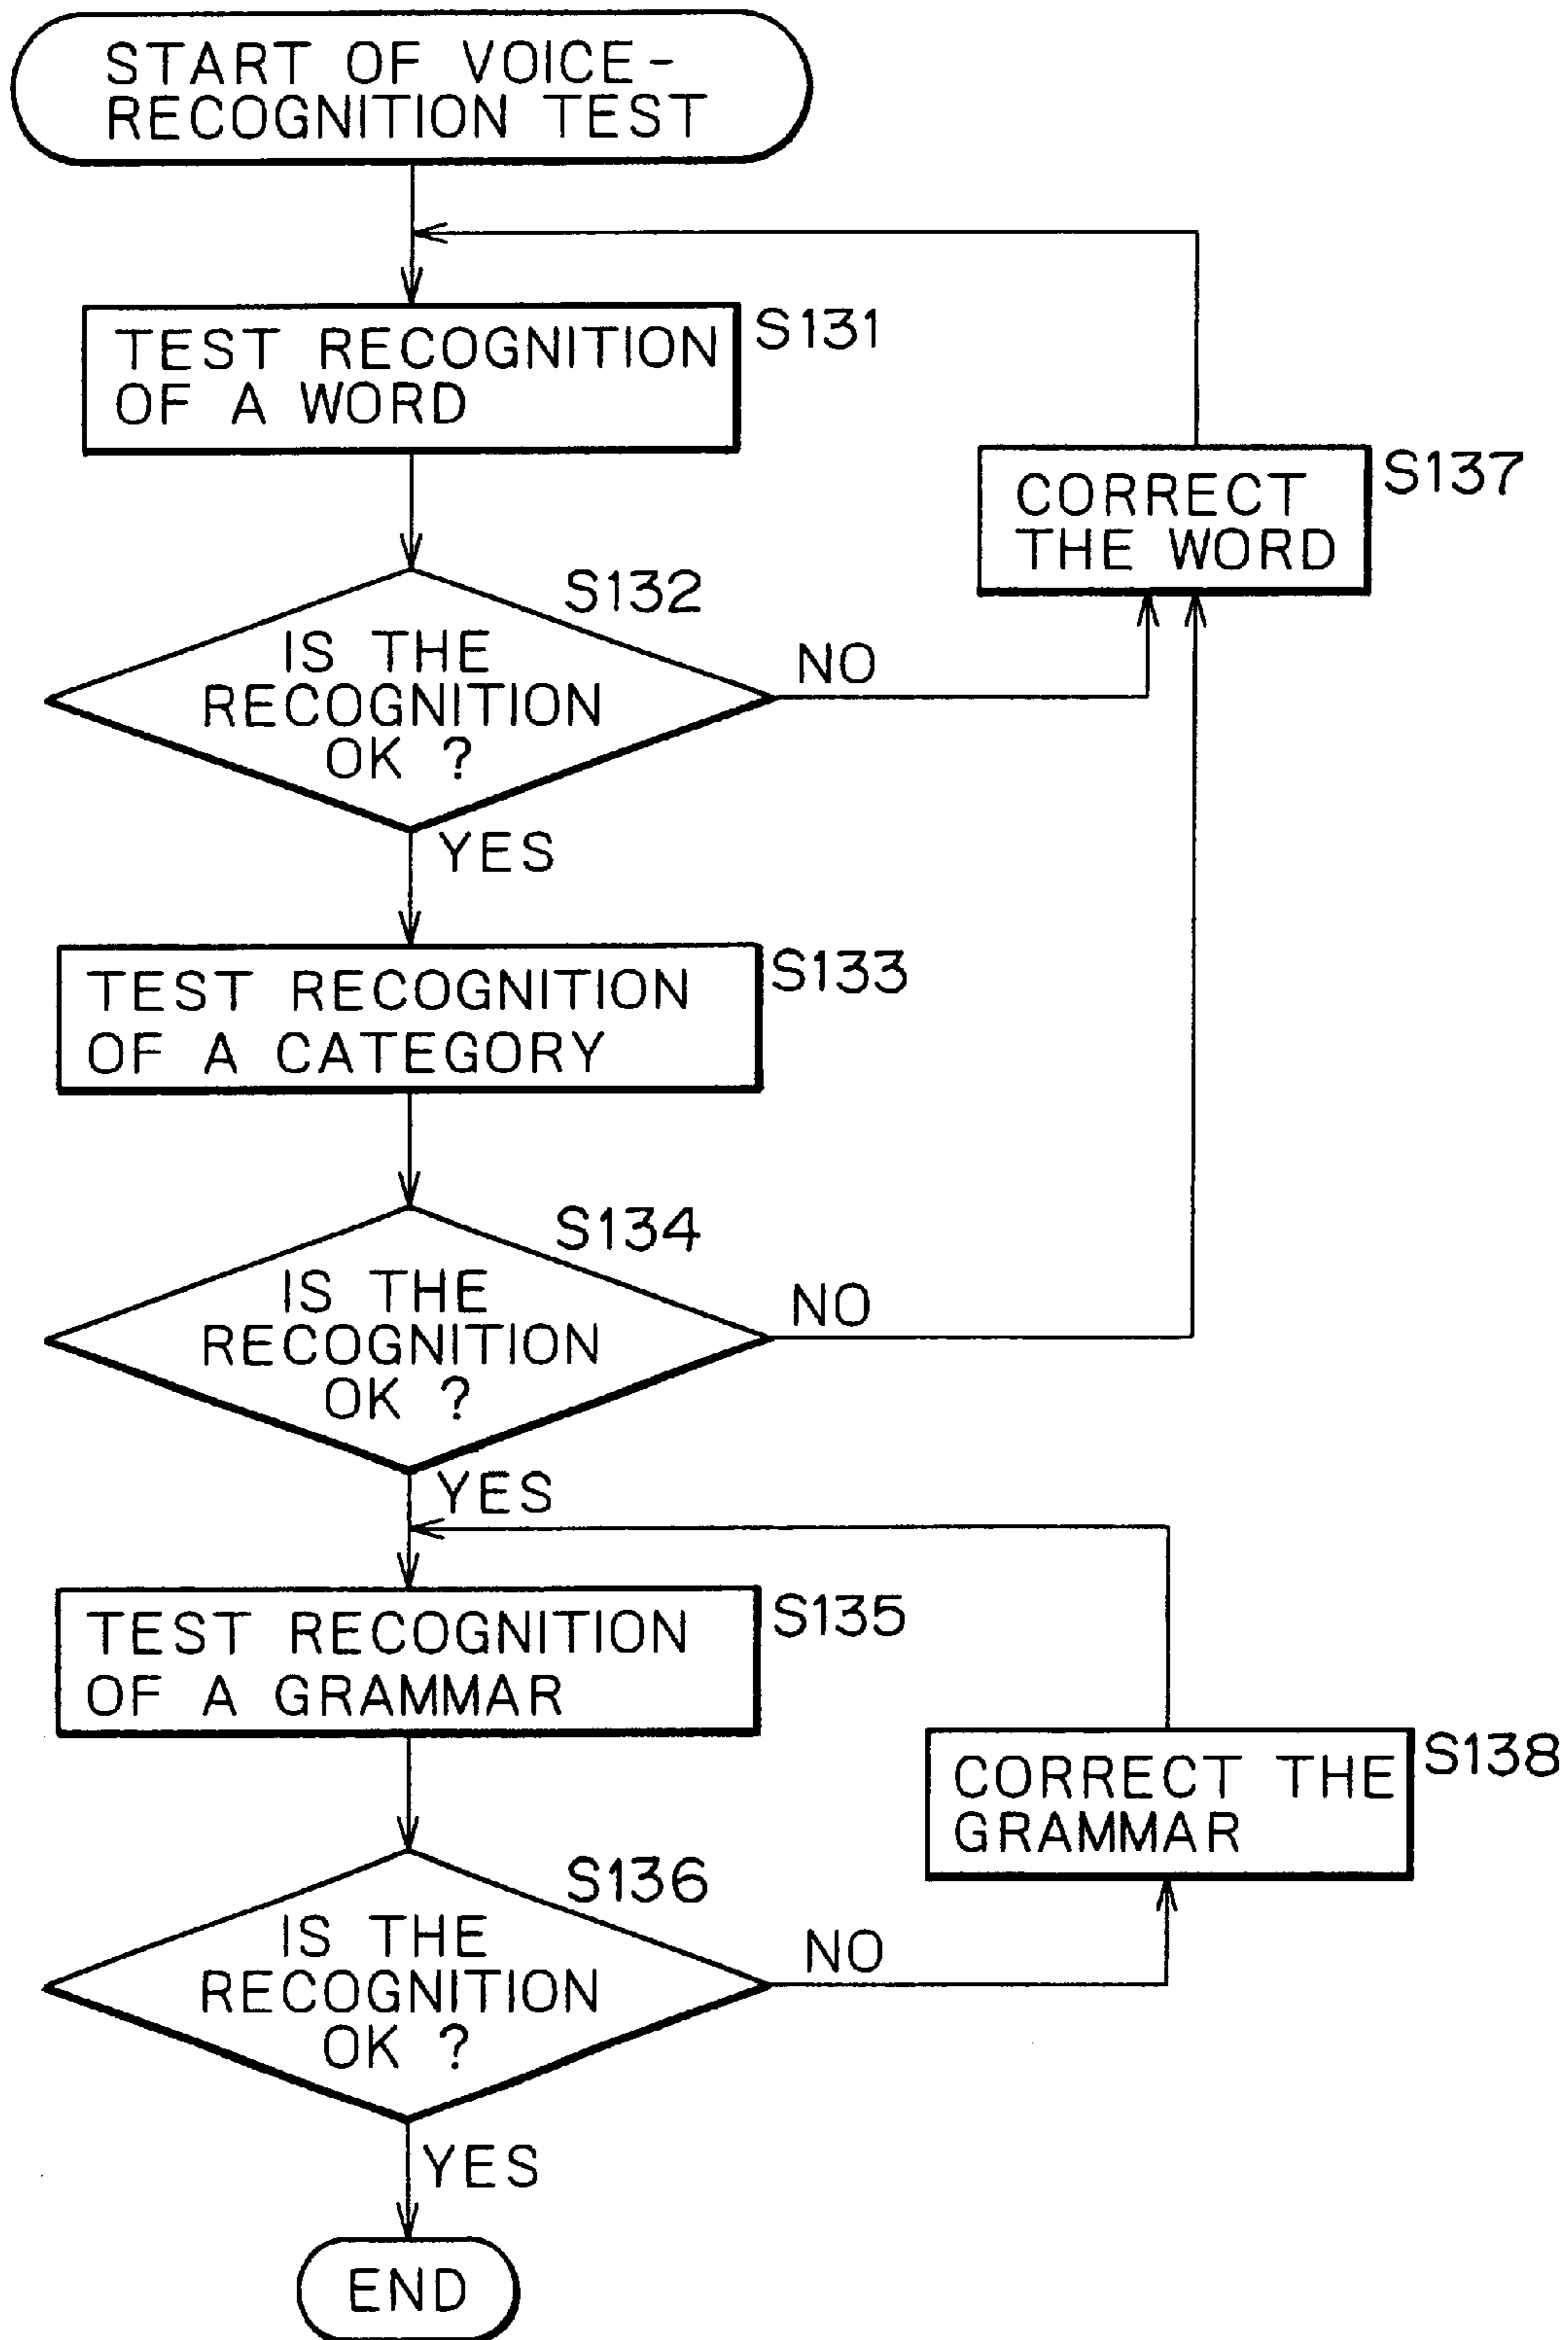 START OF VOICE-
RECOGNITION TEST
TEST RECOGNITION
OF A WORD
S131
CORRECT
THE WORD
S137
S132
IS THE
RECOGNITION
OK ?
NO
YES
TEST RECOGNITION
OF A CATEGORY
S133
S134
IS THE
RECOGNITION
OK ?
NO
YES
TEST RECOGNITION
OF A GRAMMAR
S135
CORRECT THE
GRAMMAR
S138
S136
IS THE
RECOGNITION
OK ?
NO
YES
END